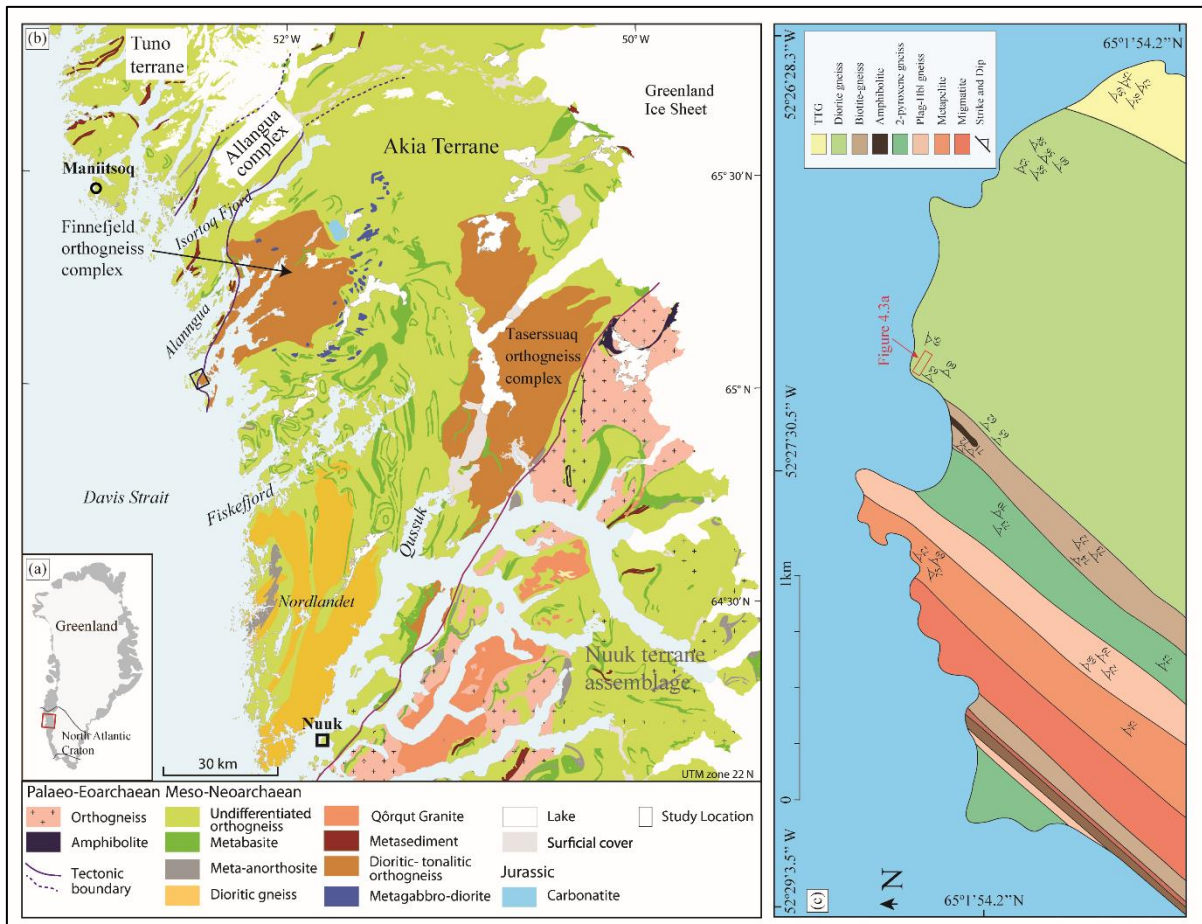 (b)
52° W
50° W
Tuno
terrane
Allangua
complex
Greenland
Ice Sheet
Akia Terrane
Maniitsoq
65° 30' N
Finnefjeld
orthogneiss
complex
Isortoq Fjord
Alanngua
Taserssuaq
orthogneiss
complex
65° N
Davis Strait
Fiskefjord
Qussuk
(a)
Greenland
North Atlantic
Craton
Nordlandet
64° 30' N
Nuuk terrane
assemblage
Nuuk
30 km
UTM zone 22 N
Palaeo-Eoarchaean Meso-Neoarchaean
Orthogneiss
Amphibolite
Tectonic
boundary
Undifferentiated
orthogneiss
Metabasite
Meta-anorthosite
Dioritic gneiss
Qôrqut Granite
Metasediment
Dioritic- tonalitic
orthogneiss
Metagabbro-diorite
Lake
Surficial cover
Jurassic
Carbonatite
Study Location
(c)
N
52°29'3.5'' W
52°27'30.5'' W
52°26'28.3'' W
65°1'54.2''N
65°1'54.2''N
0
1km
Figure 4.3a
TTG
Dioritc gneiss
Biotite-gneiss
Amphibolite
2-pyroxene gneiss
Plag-Hbl gneiss
Metapelite
Migmatite
Strike and Dip